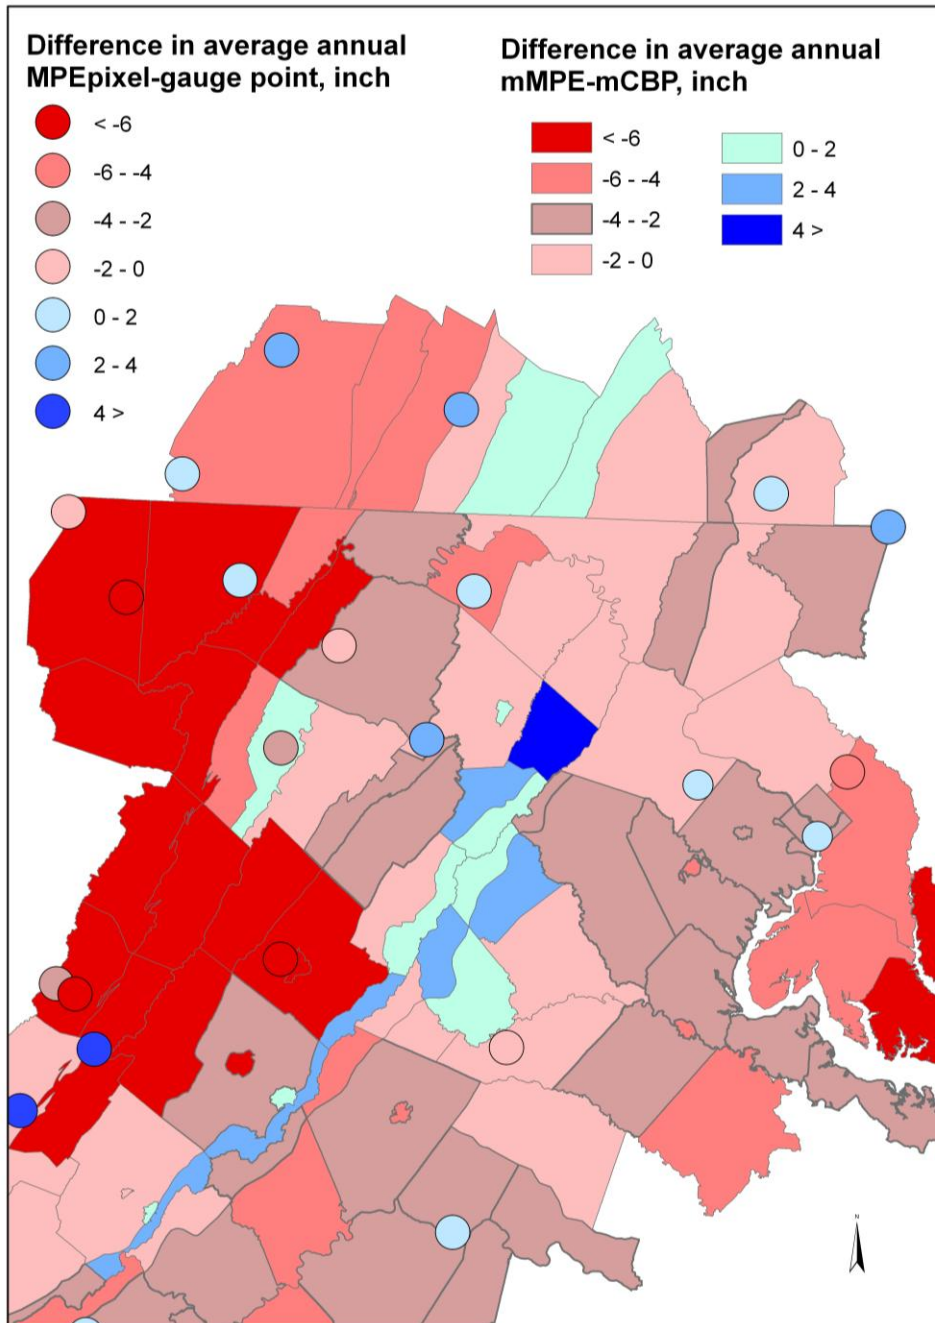 Difference in average annual
MPEpixel-gauge point, inch
< -6
-6 - -4
-4 - -2
-2 - 0
0 - 2
2 - 4
4 >
Difference in average annual
mMPE-mCBP, inch
< -6
-6 - -4
-4 - -2
-2 - 0
0 - 2
2 - 4
4 >
N